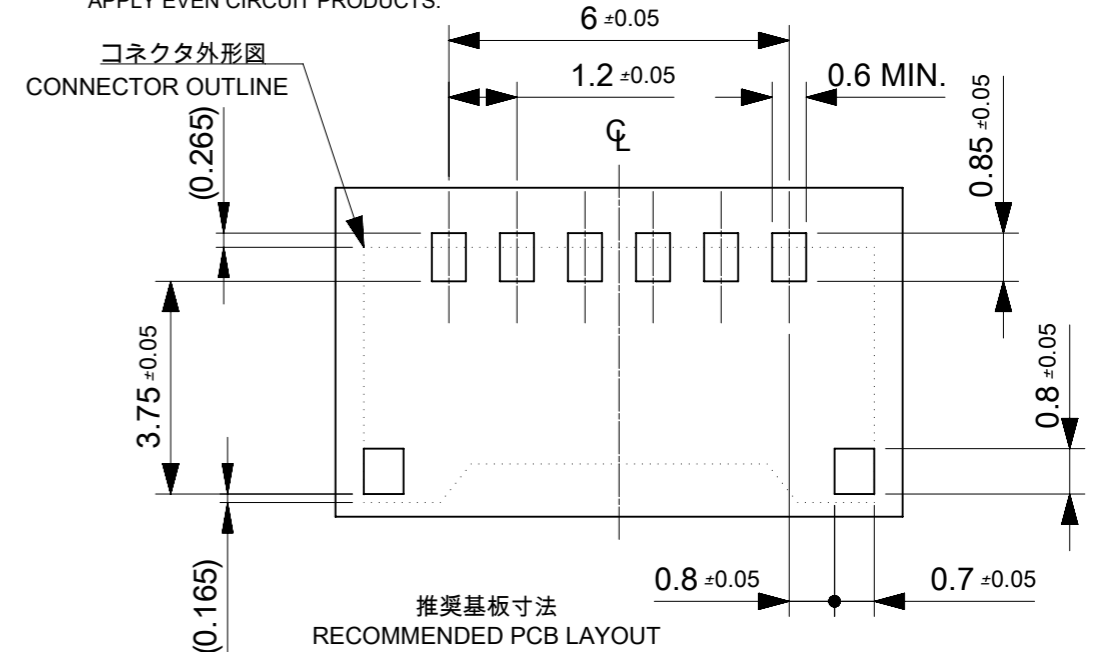 APPLY EVEN CIRCUIT PRODUCTS.
6 ±0.05
コネクタ外形図
CONNECTOR OUTLINE
1.2 ±0.05
0.6 MIN.
℄
(0.265)
0.85 ±0.05
3.75 ±0.05
0.8 ±0.05
(0.165)
0.8 ±0.05
0.7 ±0.05
推奨基板寸法
RECOMMENDED PCB LAYOUT